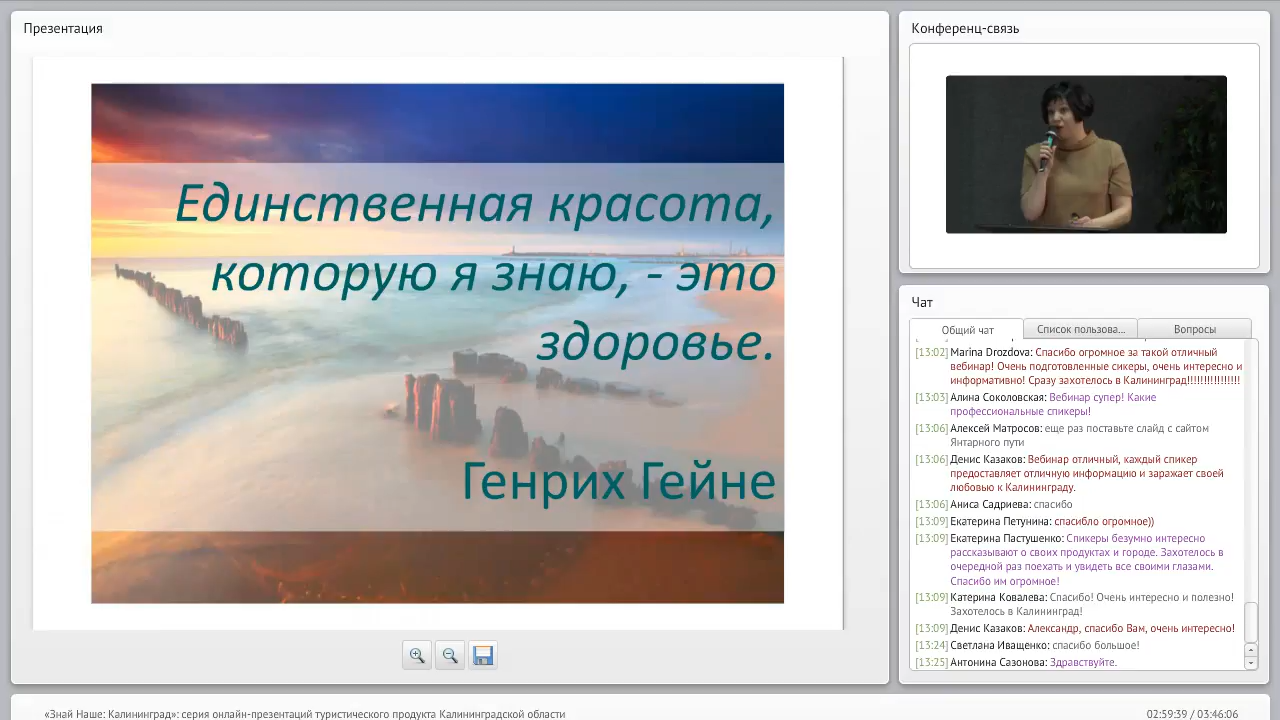 Презентация
Единственная красота,
которую я знаю, - это
здоровье.
Генрих Гейне
Конференц-связь
Чат
Общий чат
Список пользова...
Вопросы
[13:02] Marina Drozdova: Спасибо огромное за такой отличный
вебинар! Очень подготовленные сикеры, очень интересно и
информативно! Сразу захотелось в Калининград!!!!!!!!!!!!!!!!
[13:03] Алина Соколовская: Вебинар супер! Какие
профессиональные спикеры!
[13:06] Алексей Матросов: еще раз поставьте слайд с сайтом
Янтарного пути
[13:06] Денис Казаков: Вебинар отличный, каждый спикер
предоставляет отличную информацию и заражает своей
любовью к Калининграду.
[13:06] Аниса Садриева: спасибо
[13:09] Екатерина Петунина: спасибло огромное))
[13:09] Екатерина Пастушенко: Спикеры безумно интересно
рассказывают о своих продуктах и городе. Захотелось в
очередной раз поехать и увидеть все своими глазами.
Спасибо им огромное!
[13:09] Катерина Ковалева: Спасибо! Очень интересно и полезно!
Захотелось в Калининград!
[13:09] Денис Казаков: Александр, спасибо Вам, очень интересно!
[13:24] Светлана Иващенко: спасибо большое!
[13:25] Антонина Сазонова: Здравствуйте.
«Знай Наше: Калининград»: серия онлайн-презентаций туристического продукта Калининградской области
02:59:39 / 03:46:06